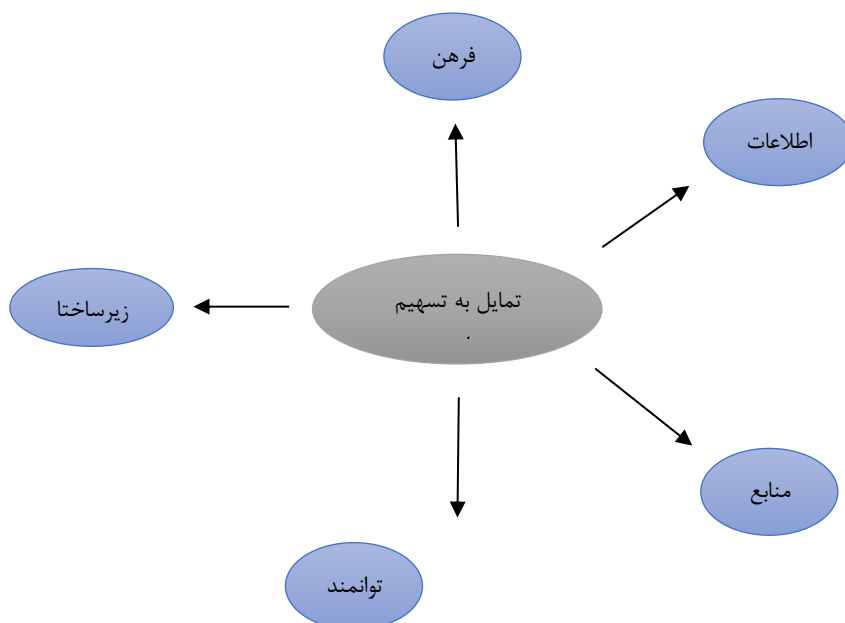 فرهن
اطلاعات
تمایل به تسهیم
.
زیرساختا
منابع
توانمند